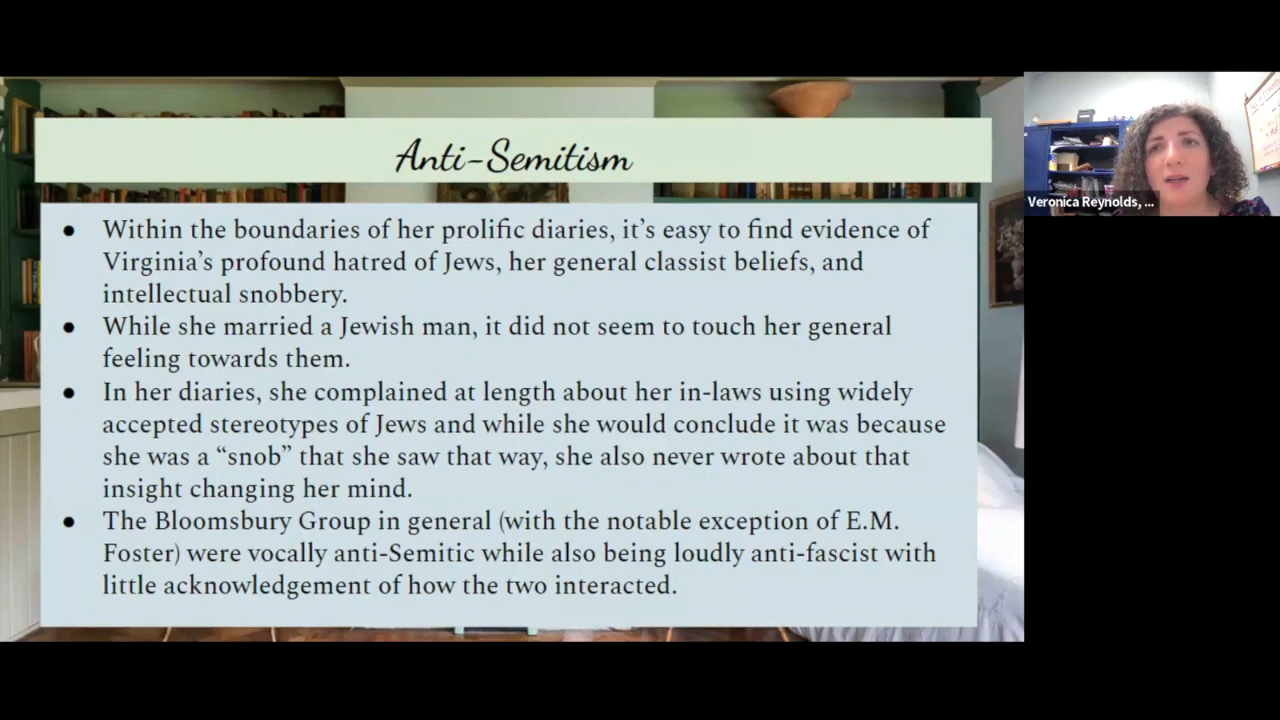 Anti-Semitism
● Within the boundaries of her prolific diaries, it’s easy to find evidence of
Virginia’s profound hatred of Jews, her general classist beliefs, and
intellectual snobbery.
● While she married a Jewish man, it did not seem to touch her general
feeling towards them.
● In her diaries, she complained at length about her in-laws using widely
accepted stereotypes of Jews and while she would conclude it was because
she was a “snob” that she saw that way, she also never wrote about that
insight changing her mind.
● The Bloomsbury Group in general (with the notable exception of E.M.
Foster) were vocally anti-Semitic while also being loudly anti-fascist with
little acknowledgement of how the two interacted.
Veronica Reynolds, ...